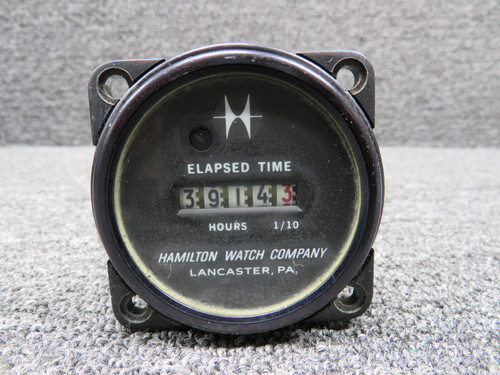 ELAPSED TIME
39143
HOURS 1/10
HAMILTON WATCH COMPANY
LANCASTER, PA.